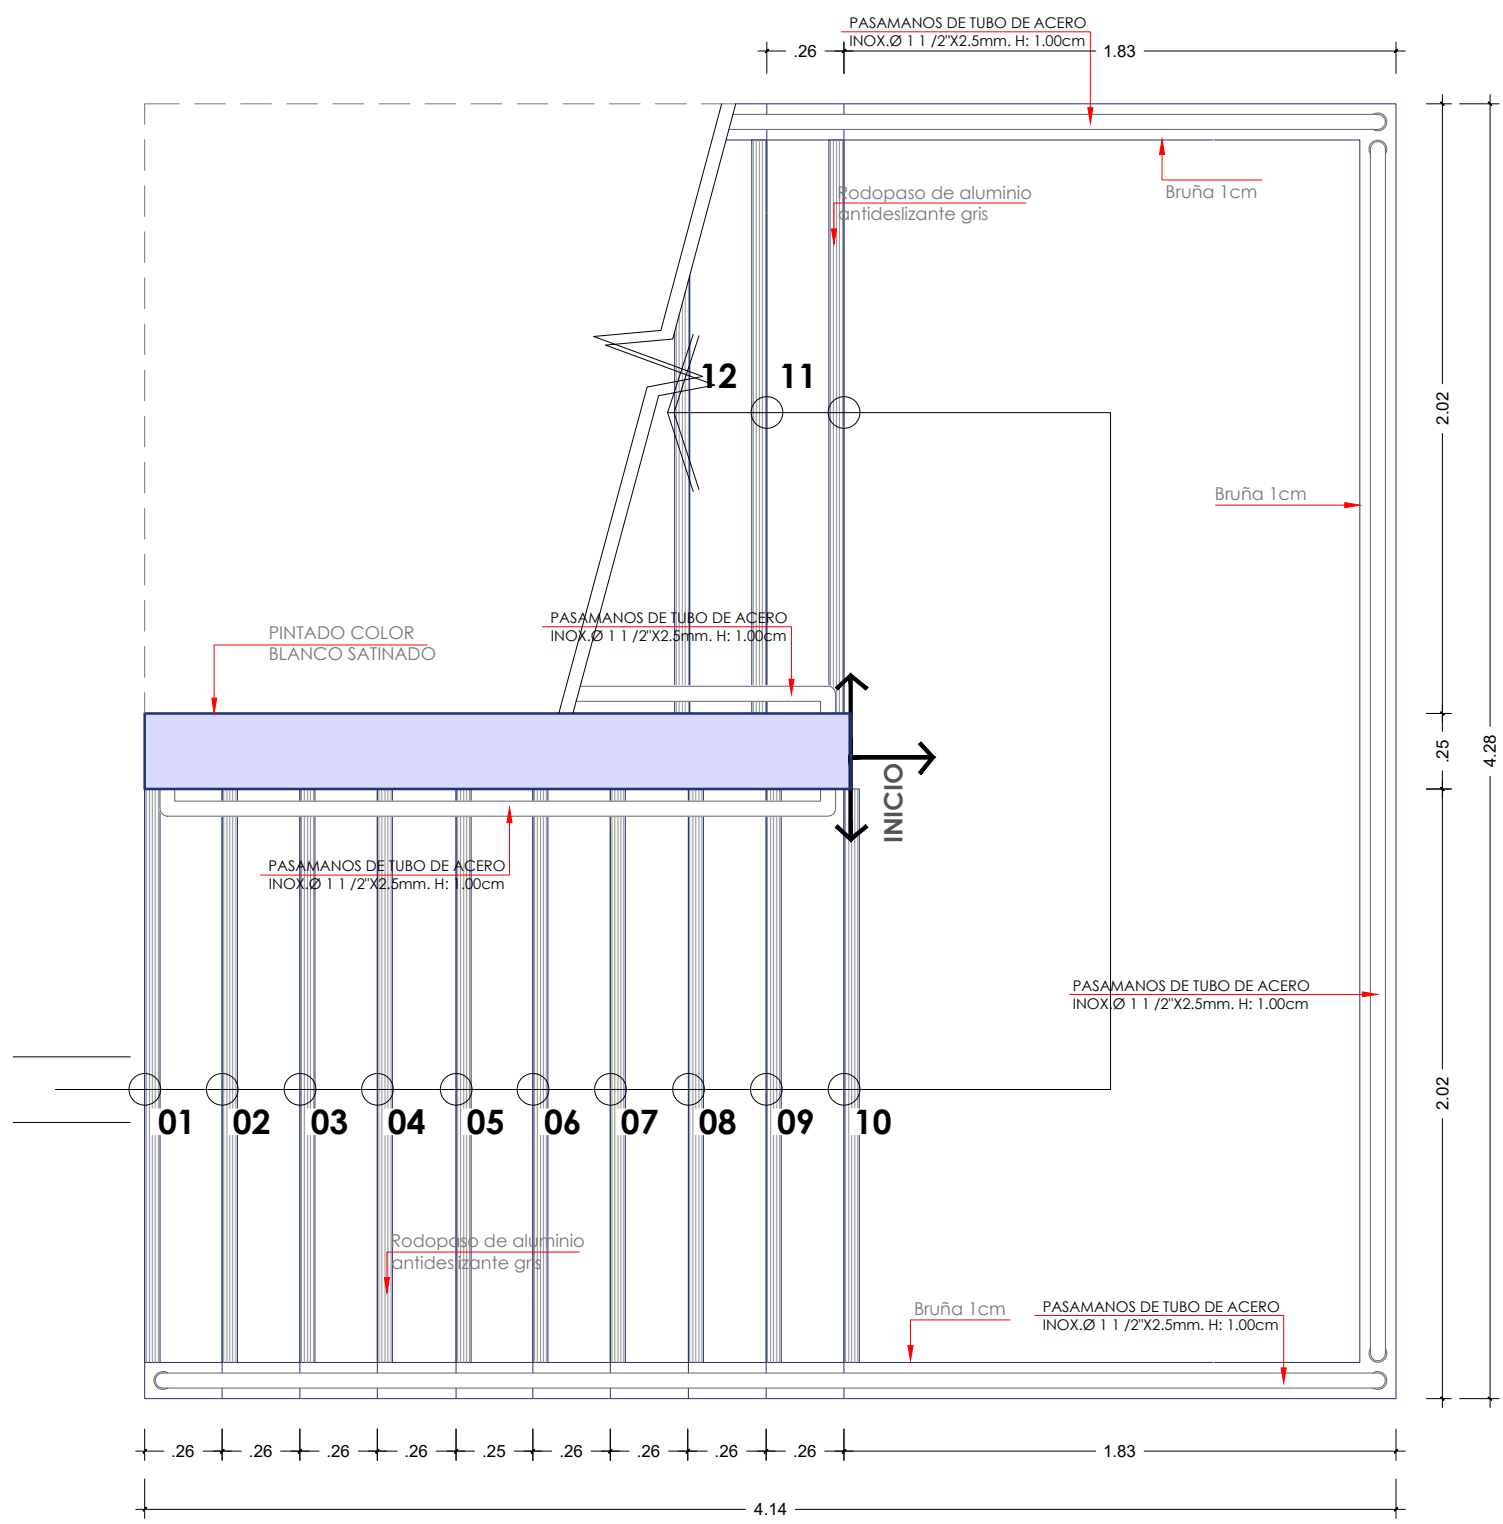 PASAMANOS DE TUBO DE ACERO
INOX.Ø 1 1 /2"X2.5mm. H: 1.00cm
.26
1.83
Rodopaso de aluminio
antideslizante gris
Bruña 1cm
12
11
2.02
Bruña 1cm
PINTADO COLOR
BLANCO SATINADO
PASAMANOS DE TUBO DE ACERO
INOX.Ø 1 1 /2"X2.5mm. H: 1.00cm
.25
4.28
INICIO
PASAMANOS DE TUBO DE ACERO
INOX.Ø 1 1 /2"X2.5mm. H: 1.00cm
PASAMANOS DE TUBO DE ACERO
INOX.Ø 1 1 /2"X2.5mm. H: 1.00cm
2.02
01
02
03
04
05
06
07
08
09
10
Rodopaso de aluminio
antideslizante gris
Bruña 1cm
PASAMANOS DE TUBO DE ACERO
INOX.Ø 1 1 /2"X2.5mm. H: 1.00cm
.26
.26
.26
.26
.25
.26
.26
.26
.26
1.83
4.14